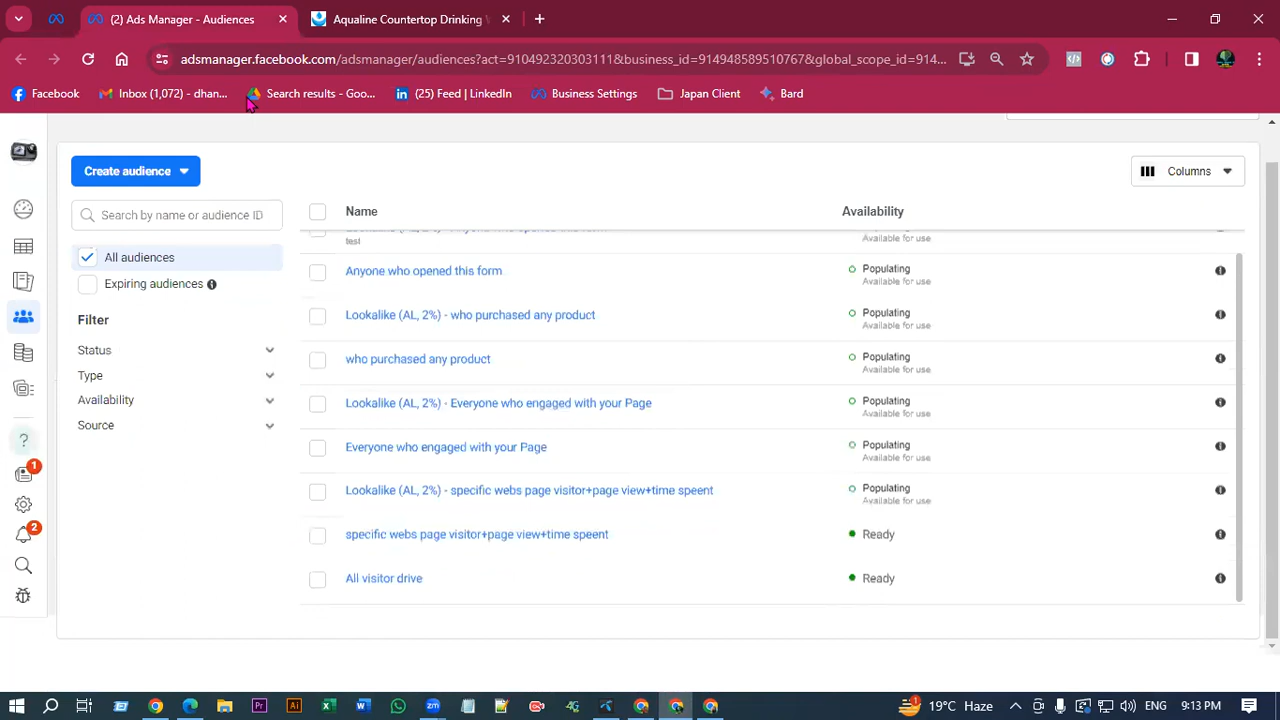 (2) Ads Manager - Audiences
Aqualine Countertop Drinking
adsmanager.facebook.com/adsmanager/audiences?act=910492320303111&business_id=914948589510767&global_scope_id=914...
Facebook
Inbox (1,072) - dhan...
Search results - Goo...
(25) Feed | LinkedIn
Business Settings
Japan Client
Bard
Create audience
Columns
Search by name or audience ID
Name
Availability
test
Available for use
All audiences
Anyone who opened this form
Populating
Available for use
Expiring audiences
Filter
Lookalike (AL, 2%) - who purchased any product
Populating
Available for use
Status
who purchased any product
Populating
Available for use
Type
Availability
Lookalike (AL, 2%) - Everyone who engaged with your Page
Populating
Available for use
Source
Everyone who engaged with your Page
Populating
Available for use
Lookalike (AL, 2%) - specific webs page visitor+page view+time speent
Populating
Available for use
specific webs page visitor+page view+time speent
Ready
All visitor drive
Ready
1
2
19°C Haze
ENG
9:13 PM